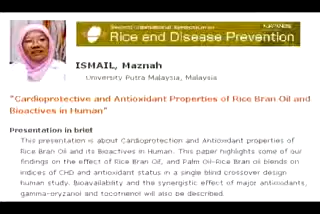 Second International Symposium on
Rice and Disease Prevention
ISMAIL, Maznah
University Putra Malaysia, Malaysia
"Cardioprotective and Antioxidant Properties of Rice Bran Oil and
Bioactives in Human"
Presentation in brief
This presentation is about Cardioprotection and Antioxidant properties of
Rice Bran Oil and its Bioactives in Human. This paper highlights some of our
findings on the effect of Rice Bran Oil, and Palm Oil-Rice Bran oil blends on
indices of CHD and antioxidant status in a single blind crossover design
human study. Bioavailability and the synergistic effect of major antioxidants,
gamma-oryzanol and tocotrienol will also be described.